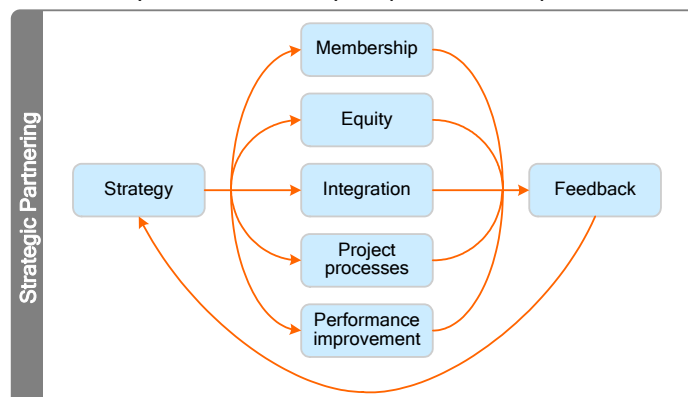 Strategic Partnering
Membership
Equity
Strategy
Integration
Feedback
Project
processes
Performance
improvement